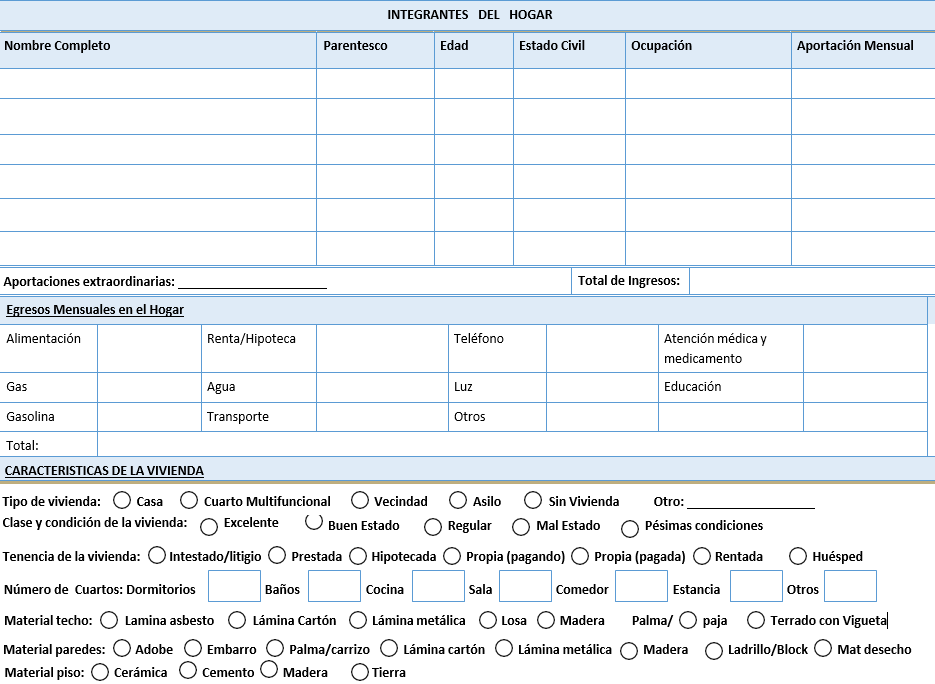 INTEGRANTES DEL HOGAR
Nombre Completo Parentesco Edad Estado Civil Ocupación Aportación Mensual
Aportaciones extraordinarias: ______________________ Total de Ingresos:
Egresos Mensuales en el Hogar
Alimentación Renta/Hipoteca Teléfono Atención médica y
medicamento
Gas Agua Luz Educación
Gasolina Transporte Otros
Total:
CARACTERISTICAS DE LA VIVIENDA
Tipo de vivienda: Casa Cuarto Multifuncional Vecindad Asilo Sin Vivienda Otro: ___________________
Clase y condición de la vivienda: Excelente Buen Estado Regular Mal Estado Pésimas condiciones
Tenencia de la vivienda: Intestado/litigio Prestada Hipotecada Propia (pagando) Propia (pagada) Rentada Huésped
Número de Cuartos: Dormitorios Baños Cocina Sala Comedor Estancia Otros
Material techo: Lamina asbesto Lámina Cartón Lámina metálica Losa Madera Palma/ paja Terrado con Vigueta
Material paredes: Adobe Embarro Palma/carrizo Lámina cartón Lámina metálica Madera Ladrillo/Block Mat desecho
Material piso: Cerámica Cemento Madera Tierra